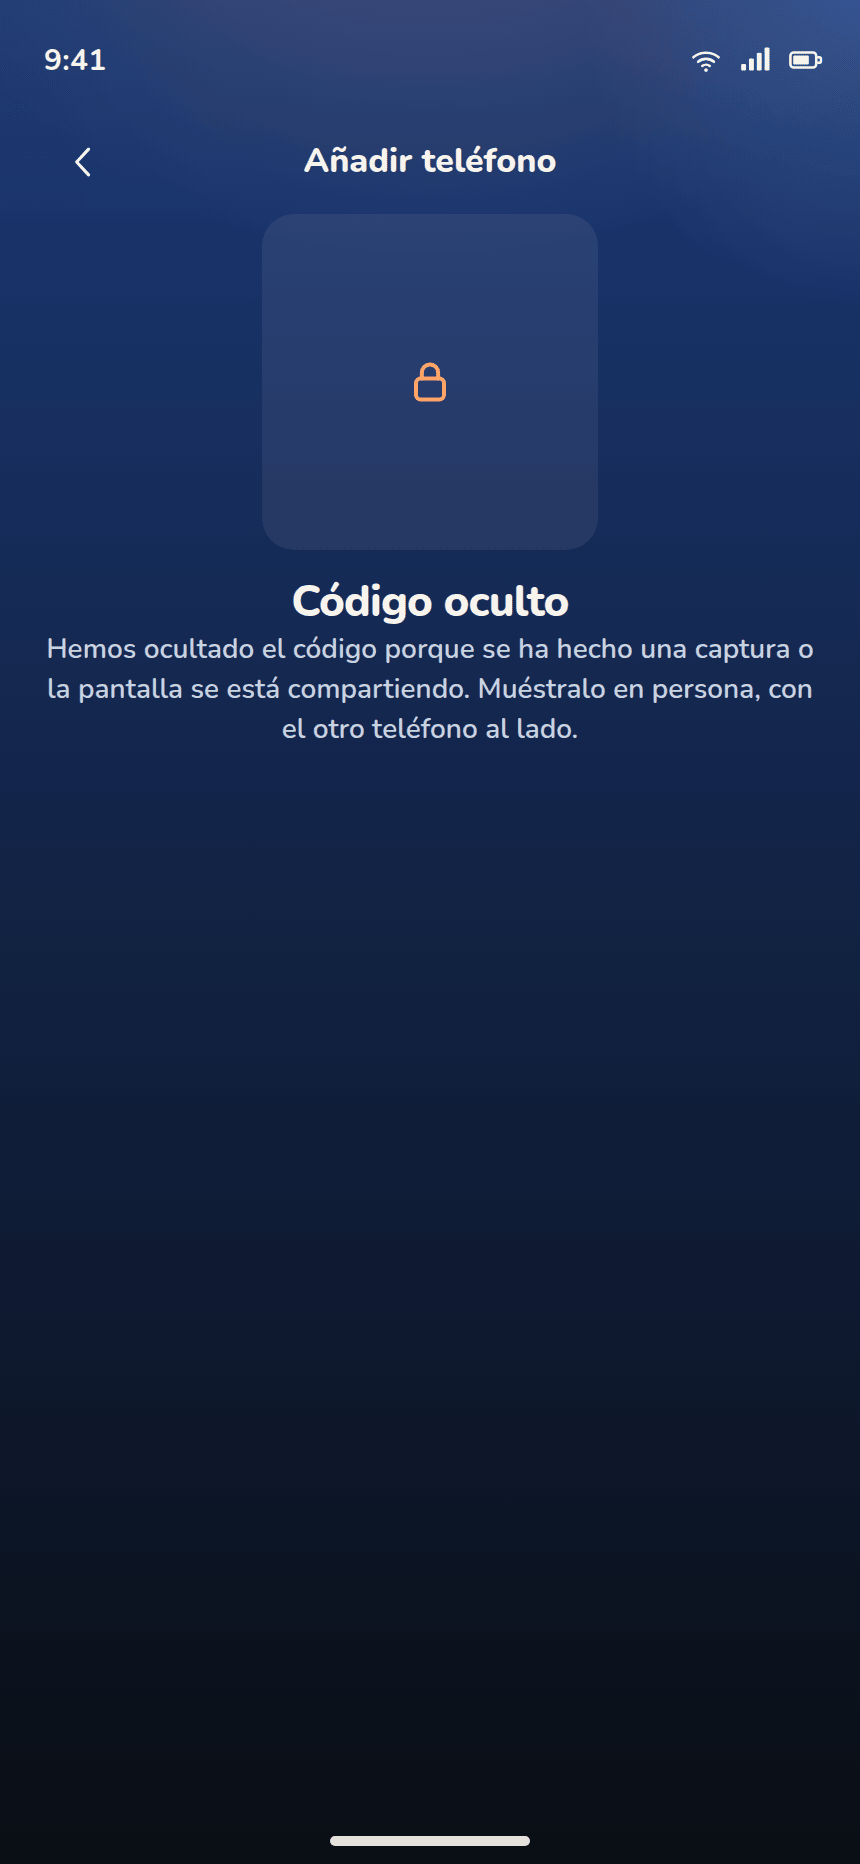 9:41
Añadir teléfono
Código oculto
Hemos ocultado el código porque se ha hecho una captura o
la pantalla se está compartiendo. Muéstralo en persona, con
el otro teléfono al lado.